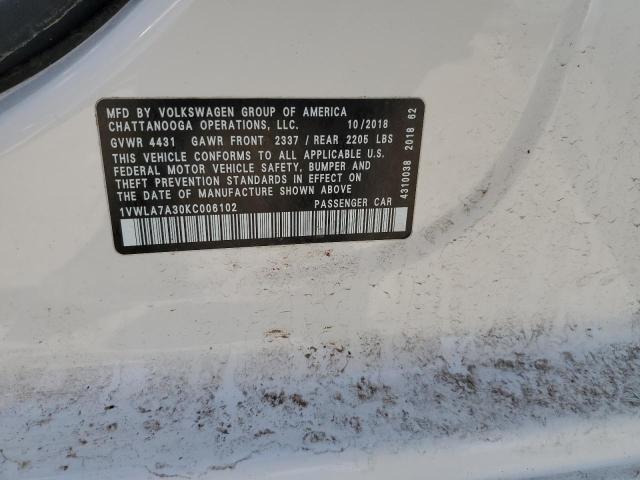 MFD BY VOLKSWAGEN GROUP OF AMERICA
CHATTANOOGA OPERATIONS, LLC. 10/2018
GVWR 4431 GAWR FRONT 2337 / REAR 2205 LBS
THIS VEHICLE CONFORMS TO ALL APPLICABLE U.S.
FEDERAL MOTOR VEHICLE SAFETY, BUMPER AND
THEFT PREVENTION STANDARDS IN EFFECT ON
THE DATE OF MANUFACTURE SHOWN ABOVE
1VWLA7A30KC006102 PASSENGER CAR
4310038 2018 62